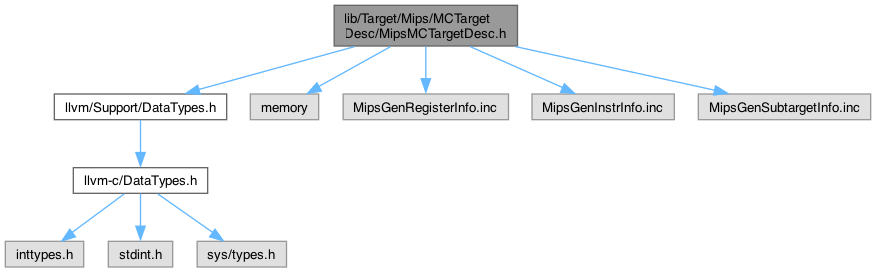 lib/Target/Mips/MCTarget
Desc/MipsMCTargetDesc.h
llvm/Support/DataTypes.h
memory
MipsGenRegisterInfo.inc
MipsGenInstrInfo.inc
MipsGenSubtargetInfo.inc
llvm-c/DataTypes.h
inttypes.h
stdint.h
sys/types.h